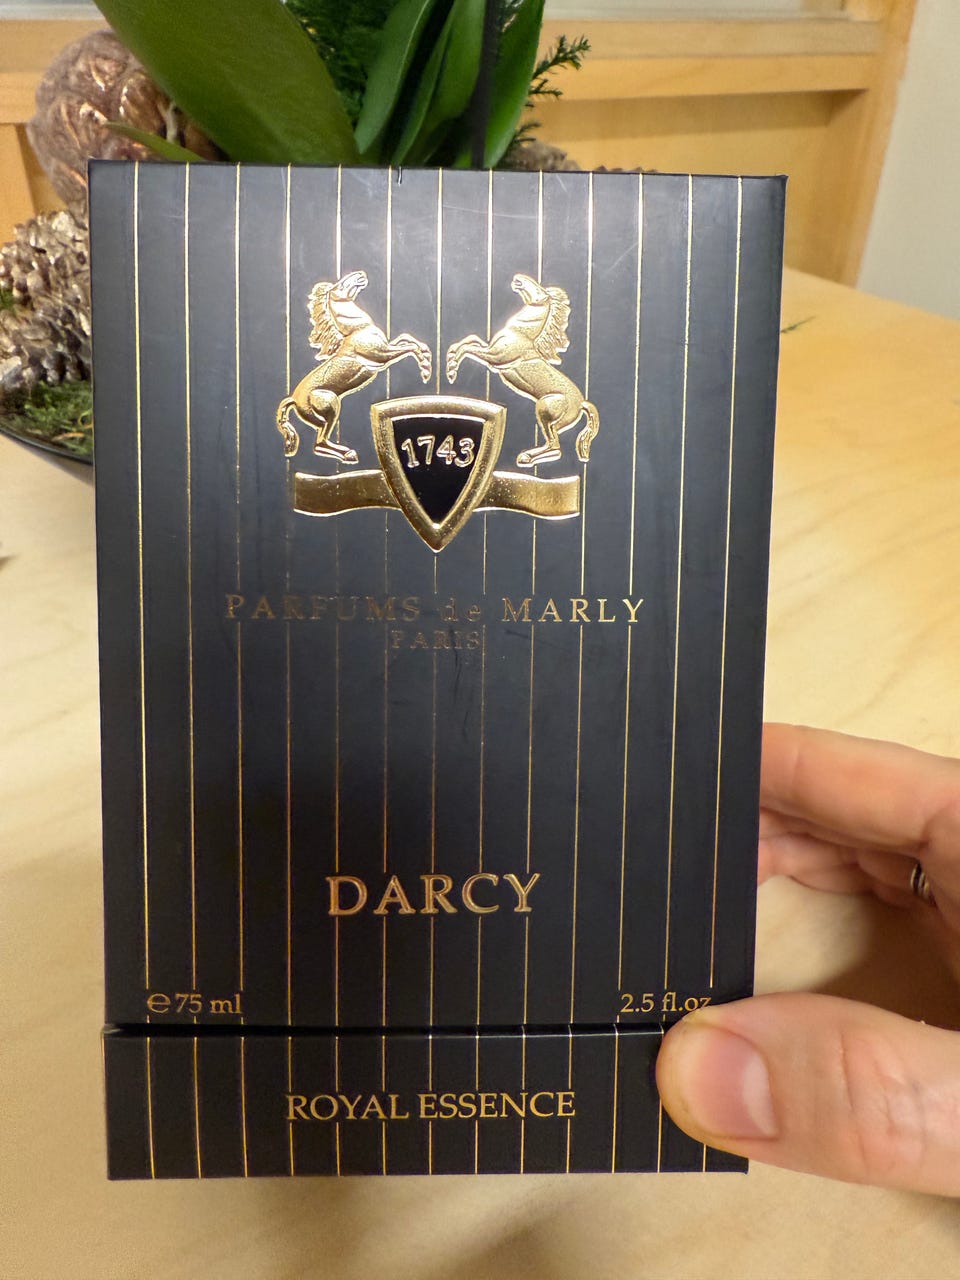 1743
PARFUMS de MARLY
PARIS
DARCY
℮75 ml 2.5 fl.oz
ROYAL ESSENCE